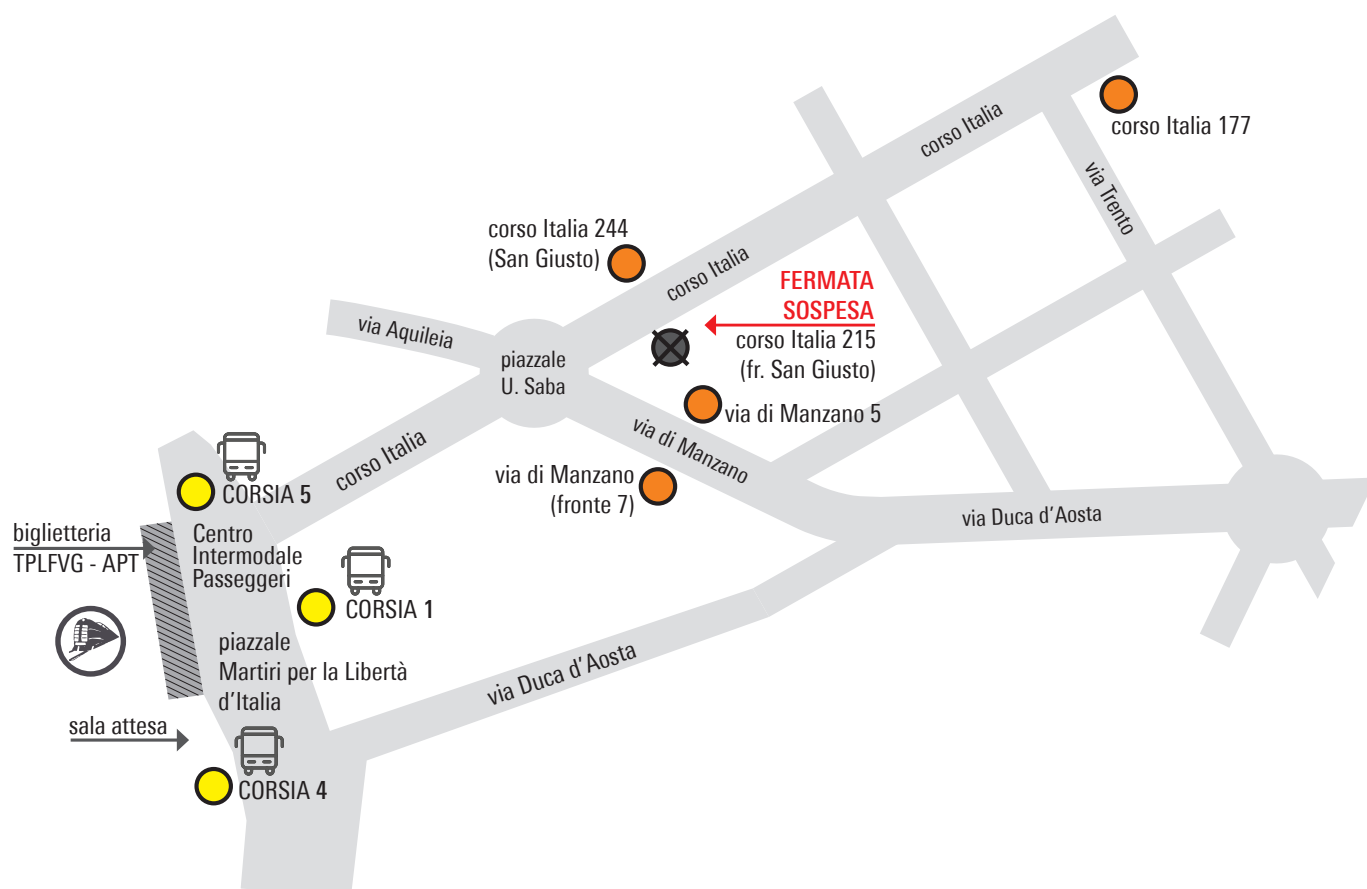 corso Italia
corso Italia 177
via Trento
corso Italia 244
(San Giusto)
corso Italia
FERMATA
SOSPESA
corso Italia 215
(fr. San Giusto)
via Aquileia
piazzale
U. Saba
via di Manzano 5
via di Manzano
corso Italia
via di Manzano
(fronte 7)
CORSIA 5
via Duca d'Aosta
biglietteria
TPLFVG - APT
Centro
Intermodale
Passeggeri
CORSIA 1
piazzale
Martiri per la Libertà
d'Italia
via Duca d'Aosta
sala attesa
CORSIA 4